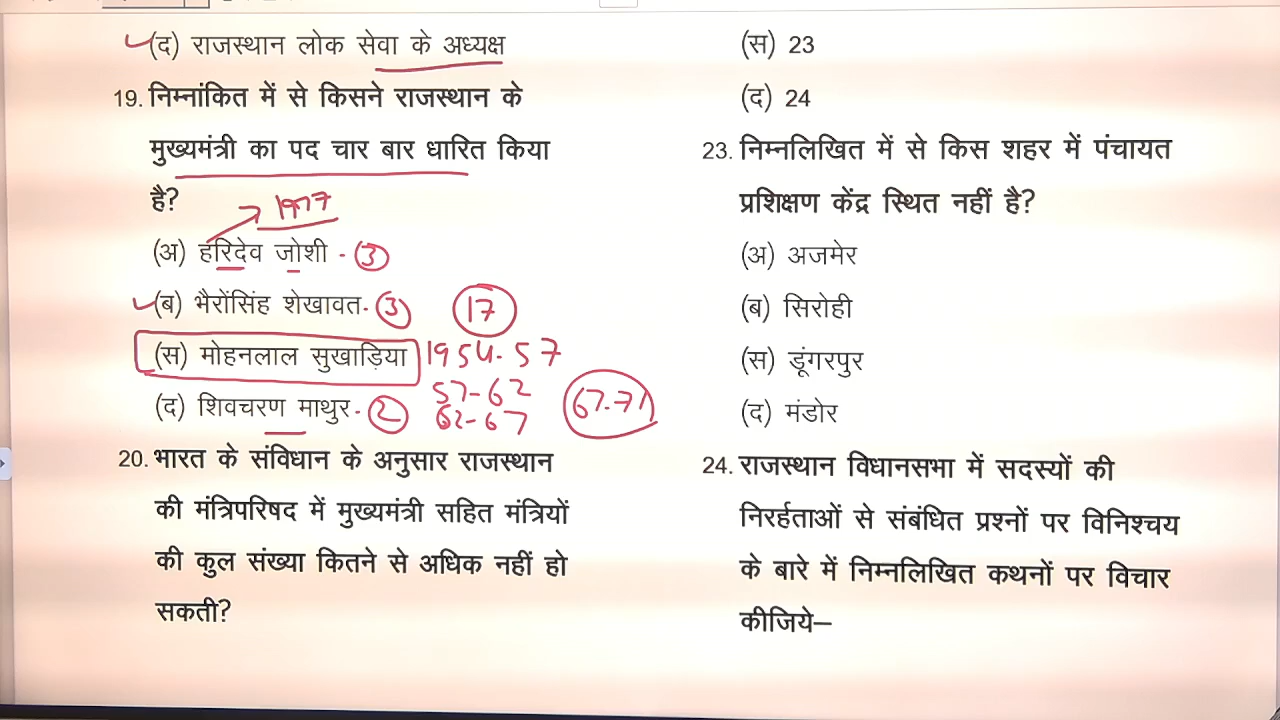 (द) राजस्थान लोक सेवा के अध्यक्ष
19. निम्नांकित में से किसने राजस्थान के
मुख्यमंत्री का पद चार बार धारित किया
है?
1977
(अ) हरिदेव जोशी - 3
(ब) भैरोंसिंह शेखावत - 3 17
(स) मोहनलाल सुखाड़िया 1954-57
57-62
(द) शिवचरण माथुर - 2 62-67 67-71
20. भारत के संविधान के अनुसार राजस्थान
की मंत्रिपरिषद में मुख्यमंत्री सहित मंत्रियों
की कुल संख्या कितने से अधिक नहीं हो
सकती?
(स) 23
(द) 24
23. निम्नलिखित में से किस शहर में पंचायत
प्रशिक्षण केंद्र स्थित नहीं है?
(अ) अजमेर
(ब) सिरोही
(स) डूंगरपुर
(द) मंडोर
24. राजस्थान विधानसभा में सदस्यों की
निरर्हताओं से संबंधित प्रश्नों पर विनिश्चय
के बारे में निम्नलिखित कथनों पर विचार
कीजिये–